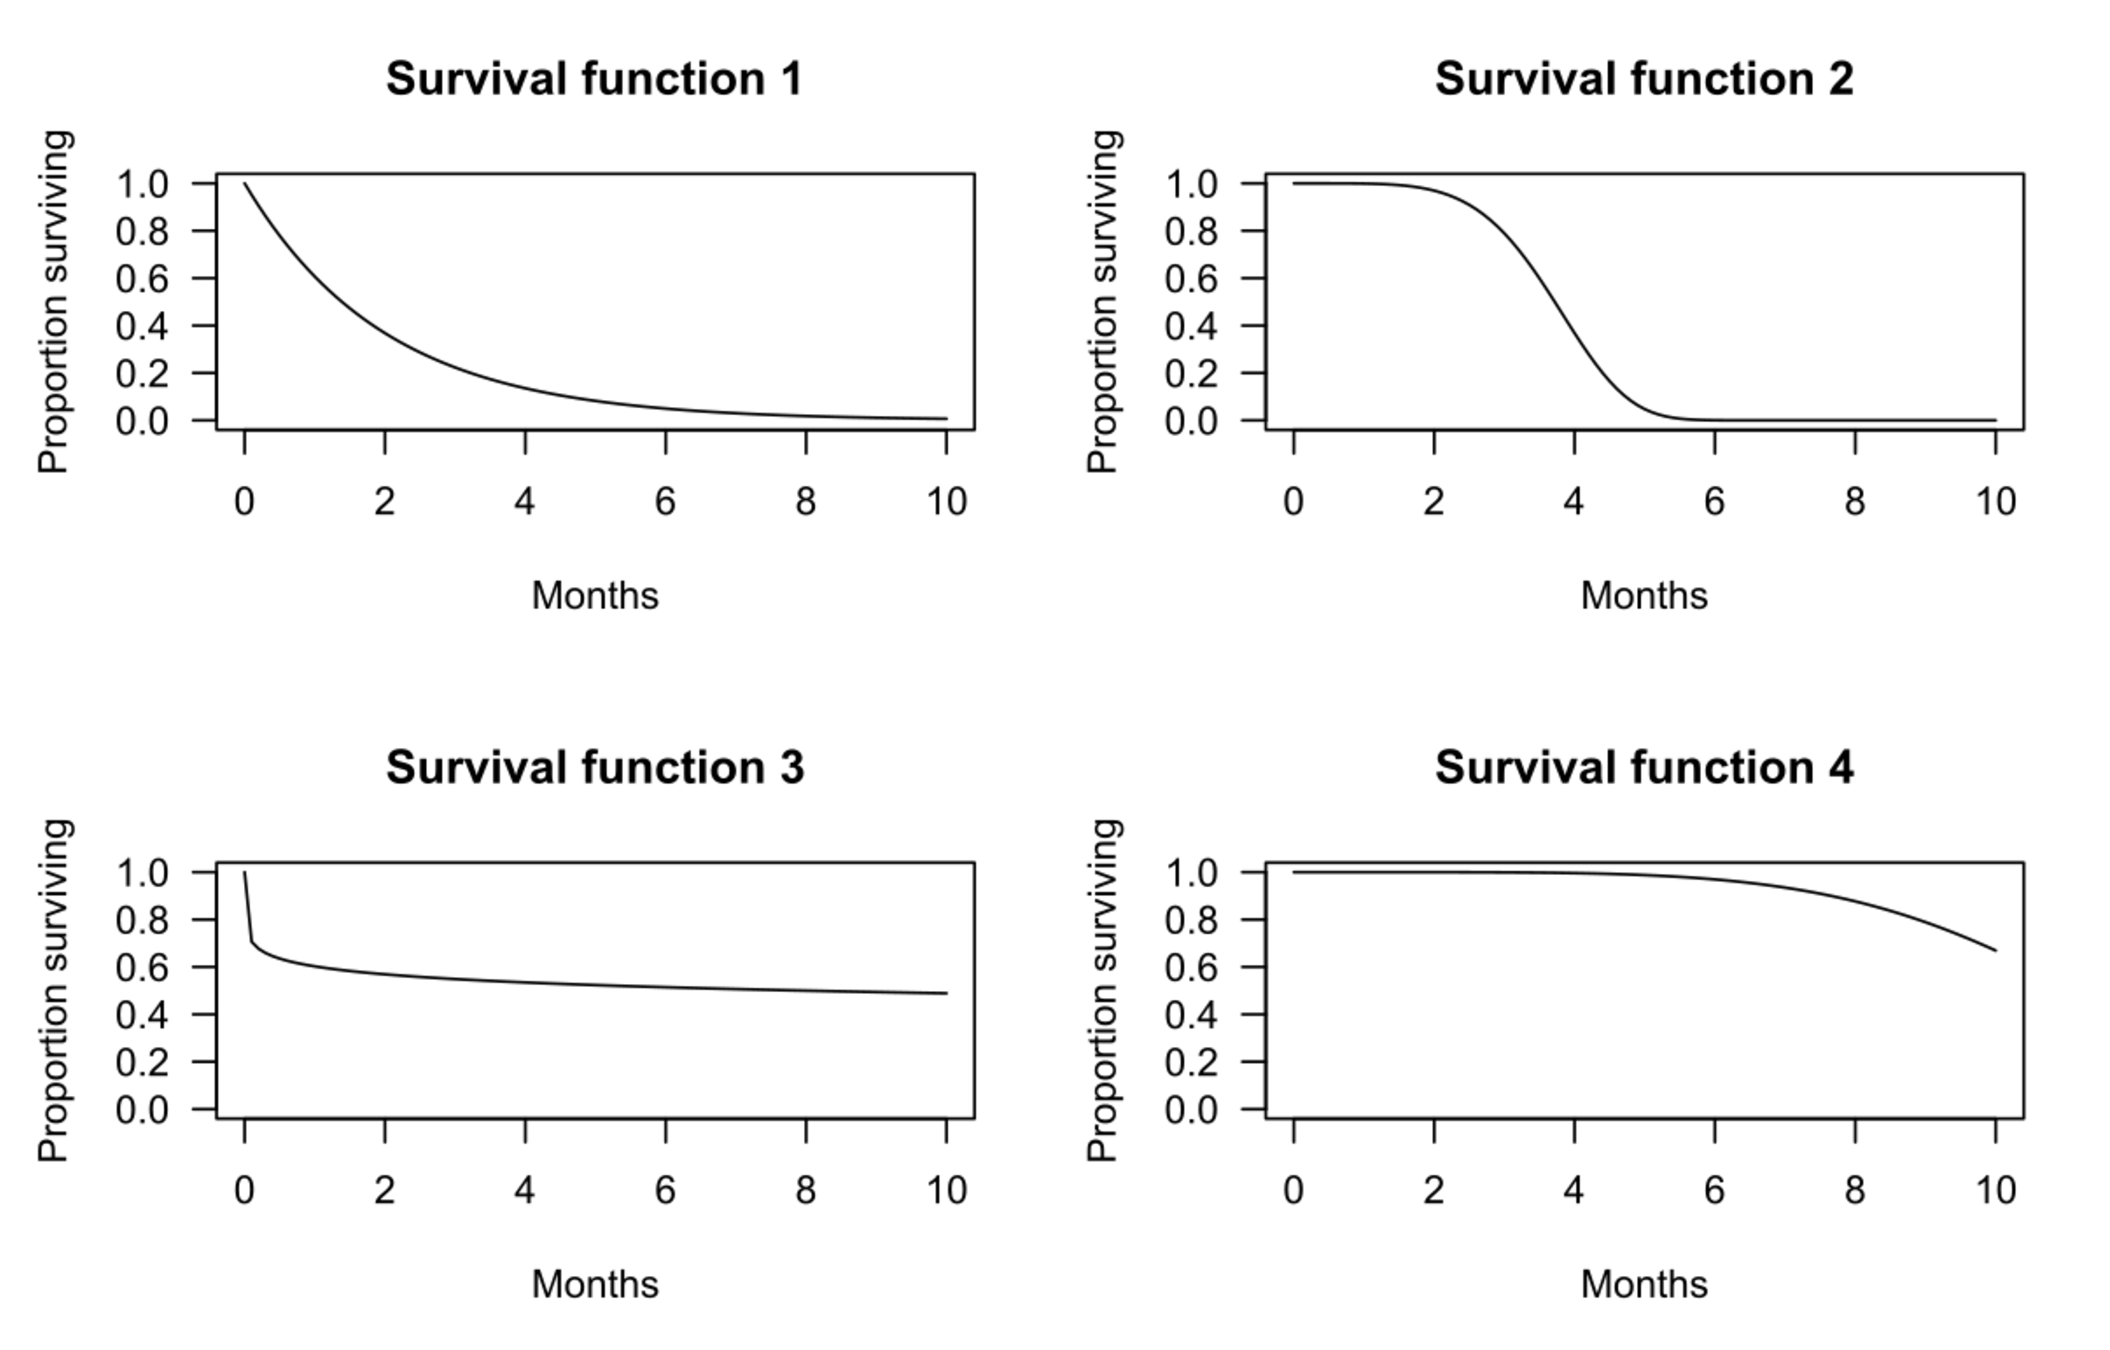 Survival function 1
Proportion surviving
1.0
0.8
0.6
0.4
0.2
0.0
0 2 4 6 8 10
Months
Survival function 2
Proportion surviving
1.0
0.8
0.6
0.4
0.2
0.0
0 2 4 6 8 10
Months
Survival function 3
Proportion surviving
1.0
0.8
0.6
0.4
0.2
0.0
0 2 4 6 8 10
Months
Survival function 4
Proportion surviving
1.0
0.8
0.6
0.4
0.2
0.0
0 2 4 6 8 10
Months